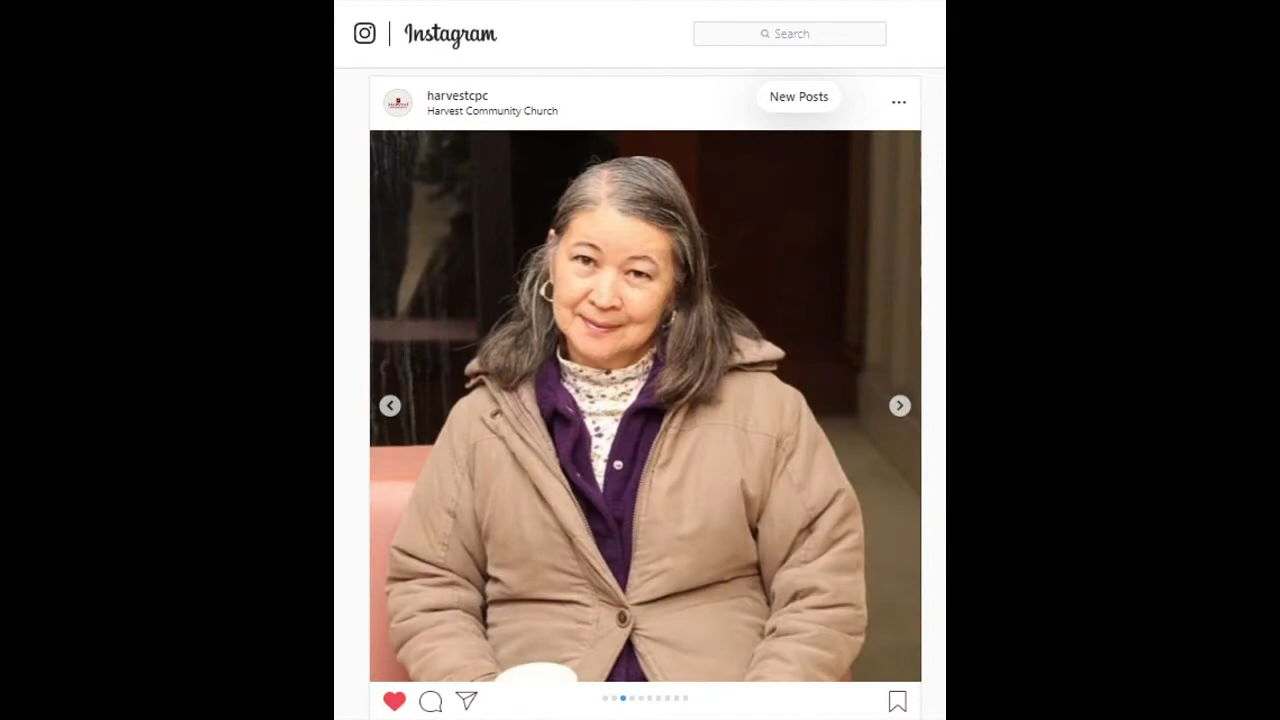 Instagram
Search
harvestcpc
Harvest Community Church
New Posts